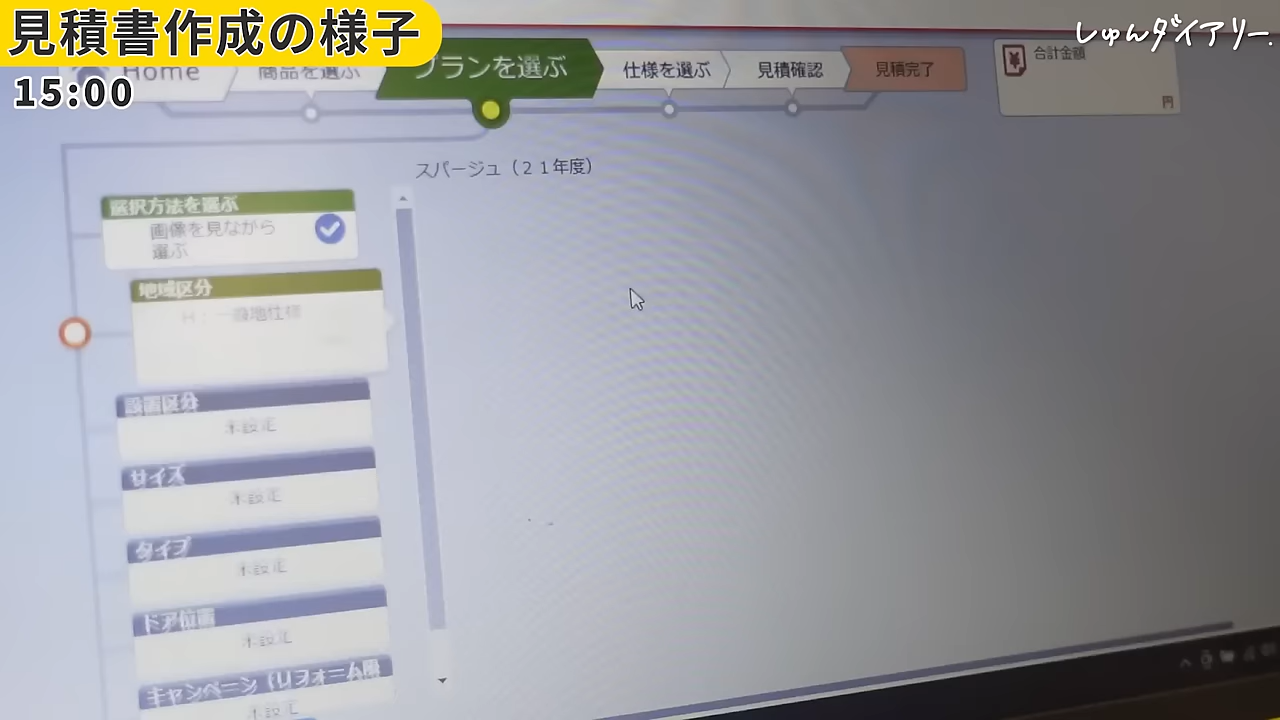 見積書作成の様子
15:00
しゅんダイアリー.
Home
商品を選ぶ
プランを選ぶ
仕様を選ぶ
見積確認
見積完了
合計金額
円
スパージュ（21年度）
選択方法を選ぶ
画像を見ながら
選ぶ
地域区分
H：一般地仕様
設置区分
未設定
サイズ
未設定
タイプ
未設定
ドア位置
未設定
キャンペーン（リフォーム限
未設定